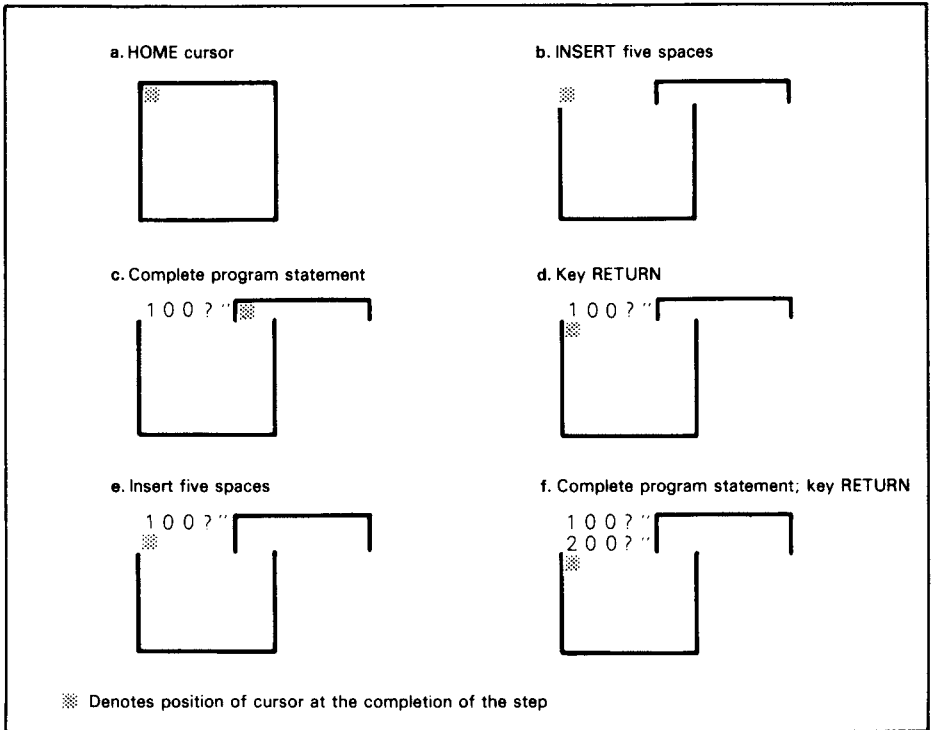 a. HOME cursor
b. INSERT five spaces
c. Complete program statement
100?"
d. Key RETURN
100?"
e. Insert five spaces
100?"
f. Complete program statement; key RETURN
100?"
200?"
Denotes position of cursor at the completion of the step